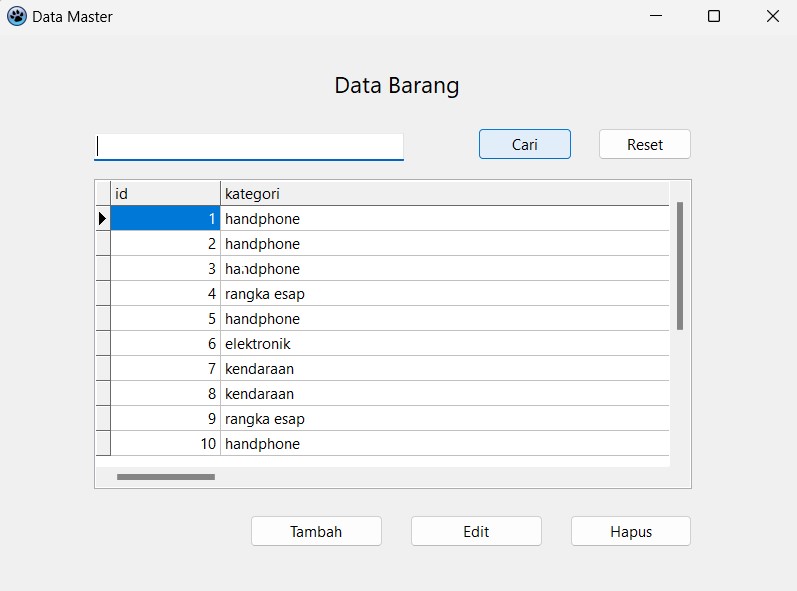 Data Master
Data Barang
Cari Reset
id kategori
1 handphone
2 handphone
3 handphone
4 rangka esap
5 handphone
6 elektronik
7 kendaraan
8 kendaraan
9 rangka esap
10 handphone
Tambah Edit Hapus